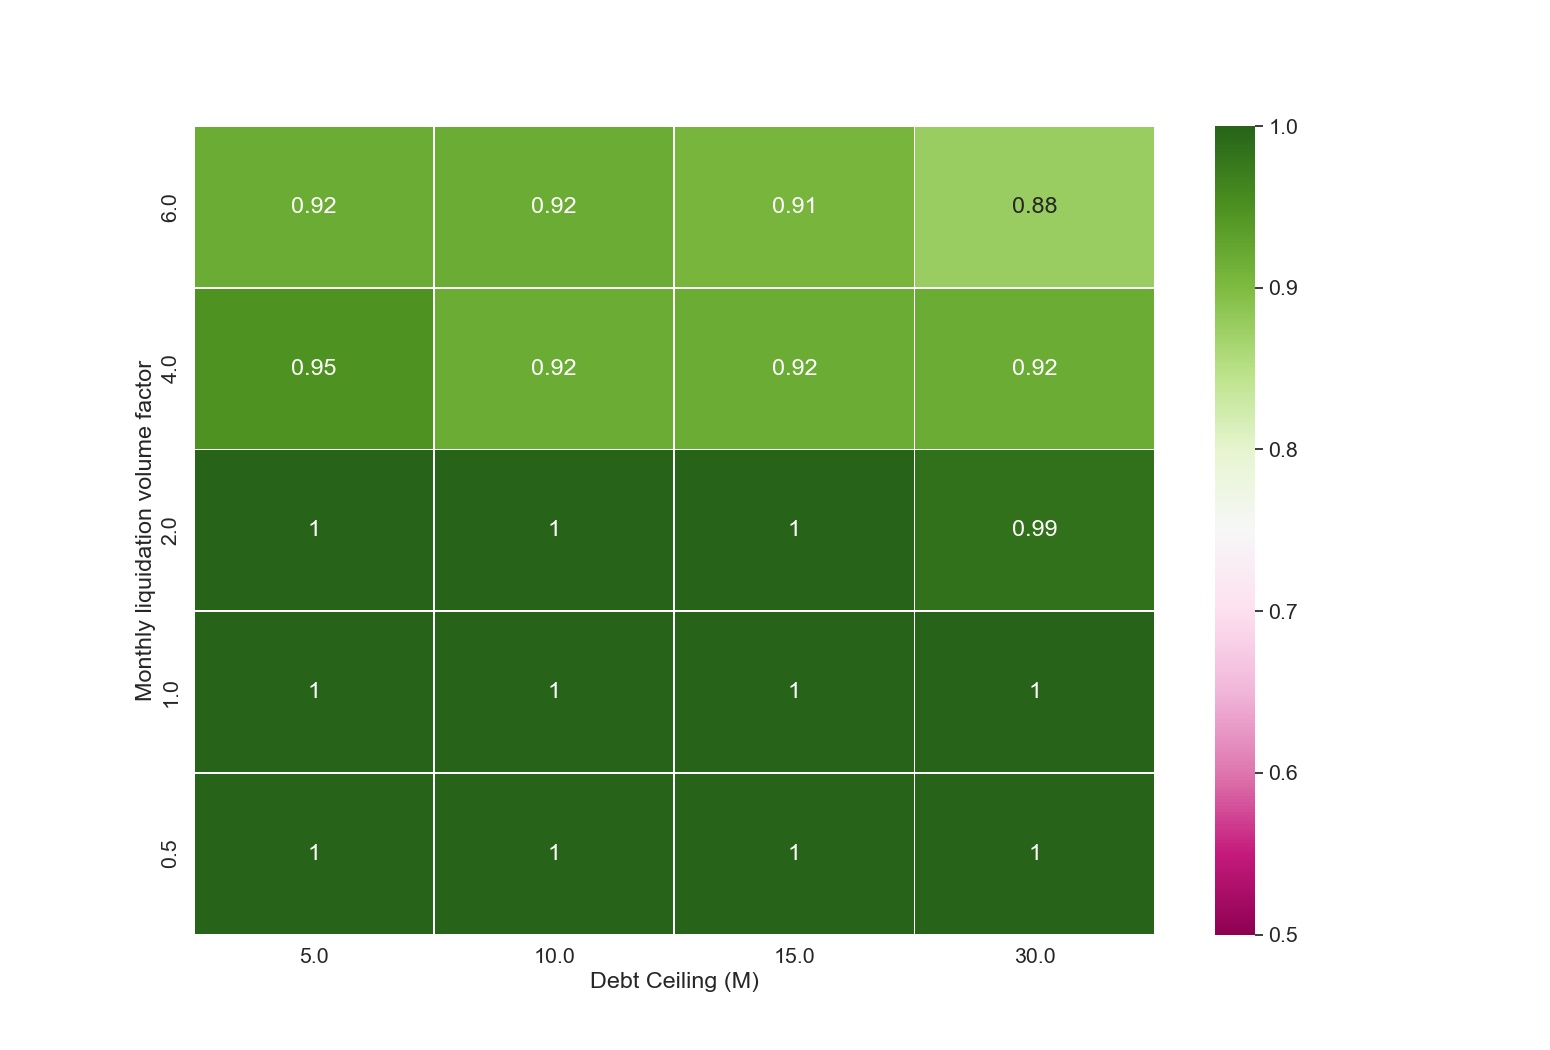 Monthly liquidation volume factor
6.0 0.92 0.92 0.91 0.88
4.0 0.95 0.92 0.92 0.92
2.0 1 1 1 0.99
1.0 1 1 1 1
0.5 1 1 1 1
5.0 10.0 15.0 30.0
Debt Ceiling (M)
1.0
0.9
0.8
0.7
0.6
0.5